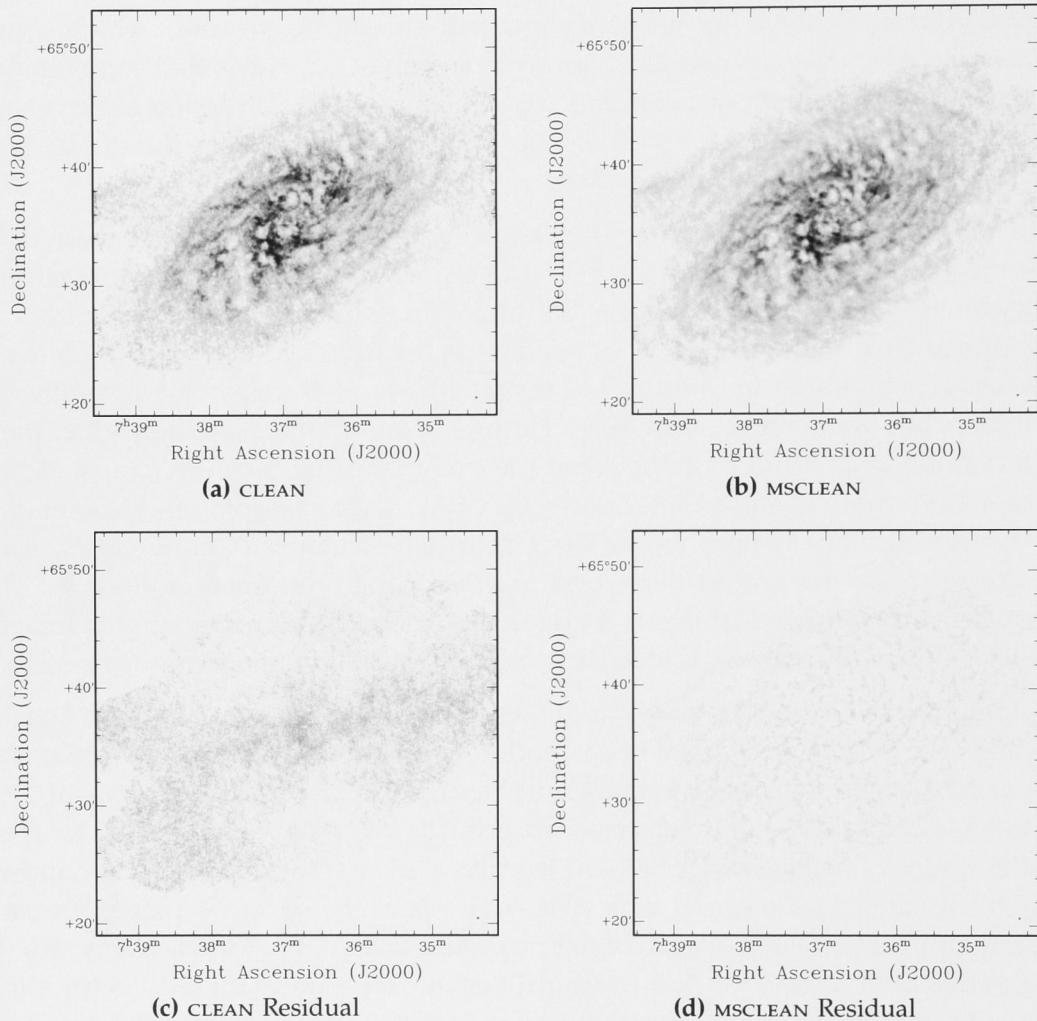 +65°50′
+40′
+30′
+20′
7ʰ39ᵐ 38ᵐ 37ᵐ 36ᵐ 35ᵐ
Declination (J2000)
Right Ascension (J2000)
(a) CLEAN
+65°50′
+40′
+30′
+20′
7ʰ39ᵐ 38ᵐ 37ᵐ 36ᵐ 35ᵐ
Declination (J2000)
Right Ascension (J2000)
(b) MSCLEAN
+65°50′
+40′
+30′
+20′
7ʰ39ᵐ 38ᵐ 37ᵐ 36ᵐ 35ᵐ
Declination (J2000)
Right Ascension (J2000)
(c) CLEAN Residual
+65°50′
+40′
+30′
+20′
7ʰ39ᵐ 38ᵐ 37ᵐ 36ᵐ 35ᵐ
Declination (J2000)
Right Ascension (J2000)
(d) MSCLEAN Residual